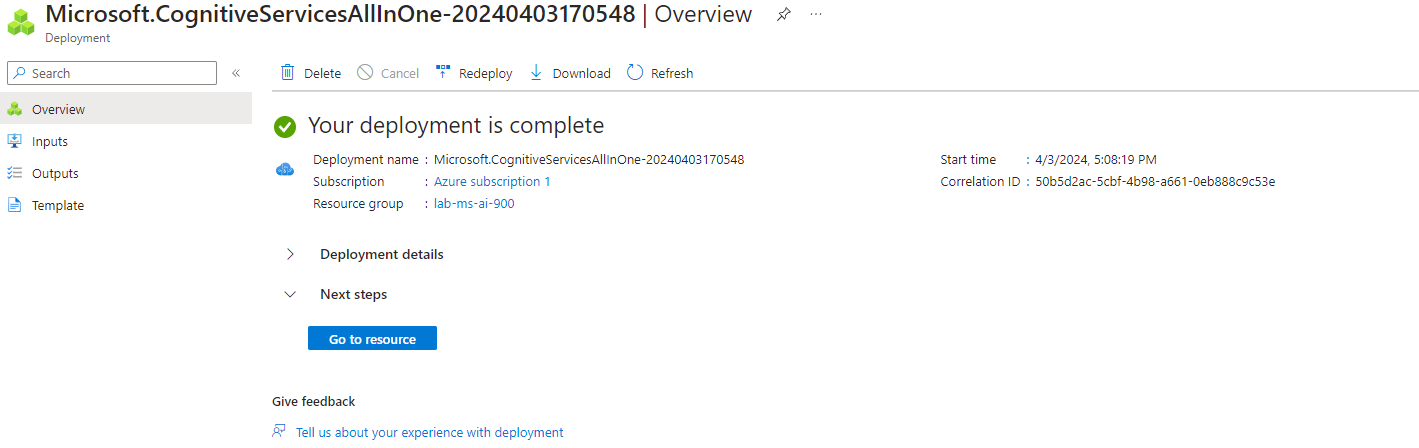 Microsoft.CognitiveServicesAllInOne-20240403170548 | Overview
Deployment
Search
Delete Cancel Redeploy Download Refresh
Overview
Inputs
Outputs
Template
Your deployment is complete
Deployment name : Microsoft.CognitiveServicesAllInOne-20240403170548
Subscription : Azure subscription 1
Resource group : lab-ms-ai-900
Start time : 4/3/2024, 5:08:19 PM
Correlation ID : 50b5d2ac-5cbf-4b98-a661-0eb888c9c53e
Deployment details
Next steps
Go to resource
Give feedback
Tell us about your experience with deployment